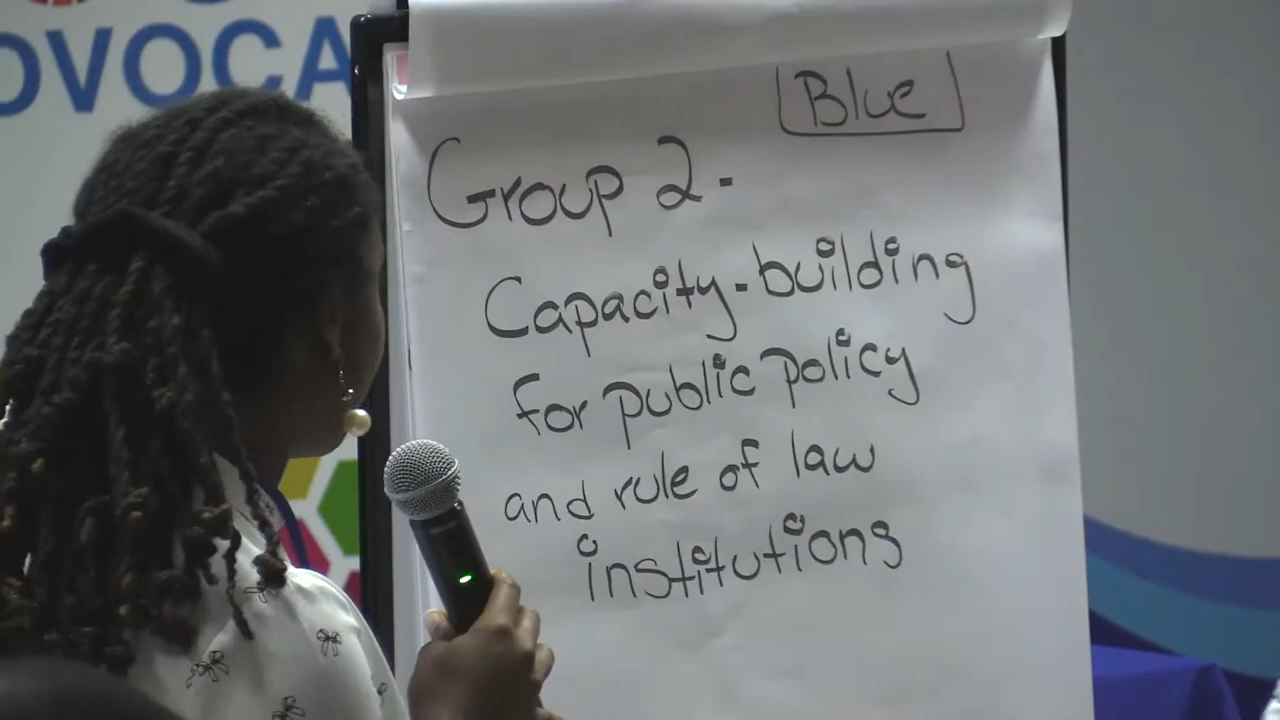 OVOCA
Blue
Group 2.
Capacity-building
for public policy
and rule of law
institutions